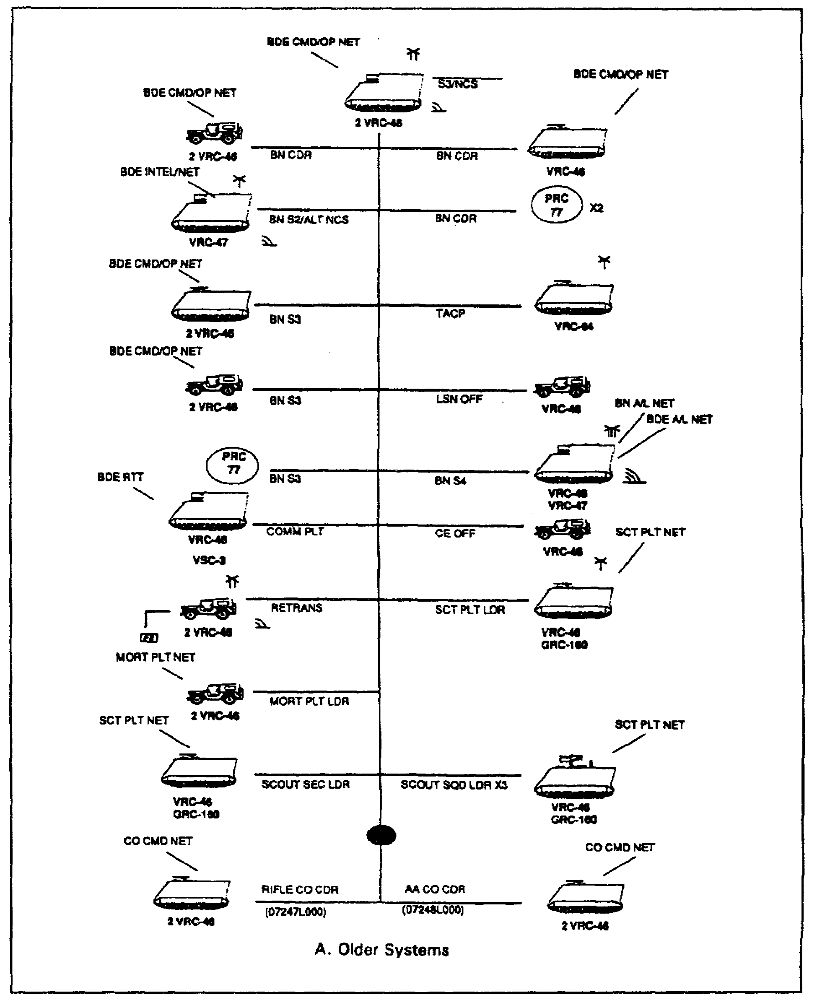 BDE CMD/OP NET
S3/NCS
BDE CMD/OP NET
BDE CMD/OP NET
2 VRC-46
2 VRC-46
BN CDR
BN CDR
VRC-46
BDE INTEL/NET
PRC
77
X2
BN S2/ALT NCS
BN CDR
VRC-47
BDE CMD/OP NET
BN S3
TACP
2 VRC-46
VRC-64
BDE CMD/OP NET
BN S3
LSN OFF
2 VRC-46
VRC-46
BN A/L NET
BDE A/L NET
PRC
77
BDE RTT
BN S3
BN S4
VRC-46
VRC-47
COMM PLT
CE OFF
SCT PLT NET
VRC-46
VSC-3
VRC-46
RETRANS
SCT PLT LDR
2 VRC-46
VRC-46
GRC-160
MORT PLT NET
MORT PLT LDR
2 VRC-46
SCT PLT NET
SCT PLT NET
SCOUT SEC LDR
SCOUT SQD LDR X3
VRC-46
GRC-160
VRC-46
GRC-160
CO CMD NET
CO CMD NET
RIFLE CO CDR
AA CO CDR
(07247L000)
(07248L000)
2 VRC-46
2 VRC-46
A. Older Systems